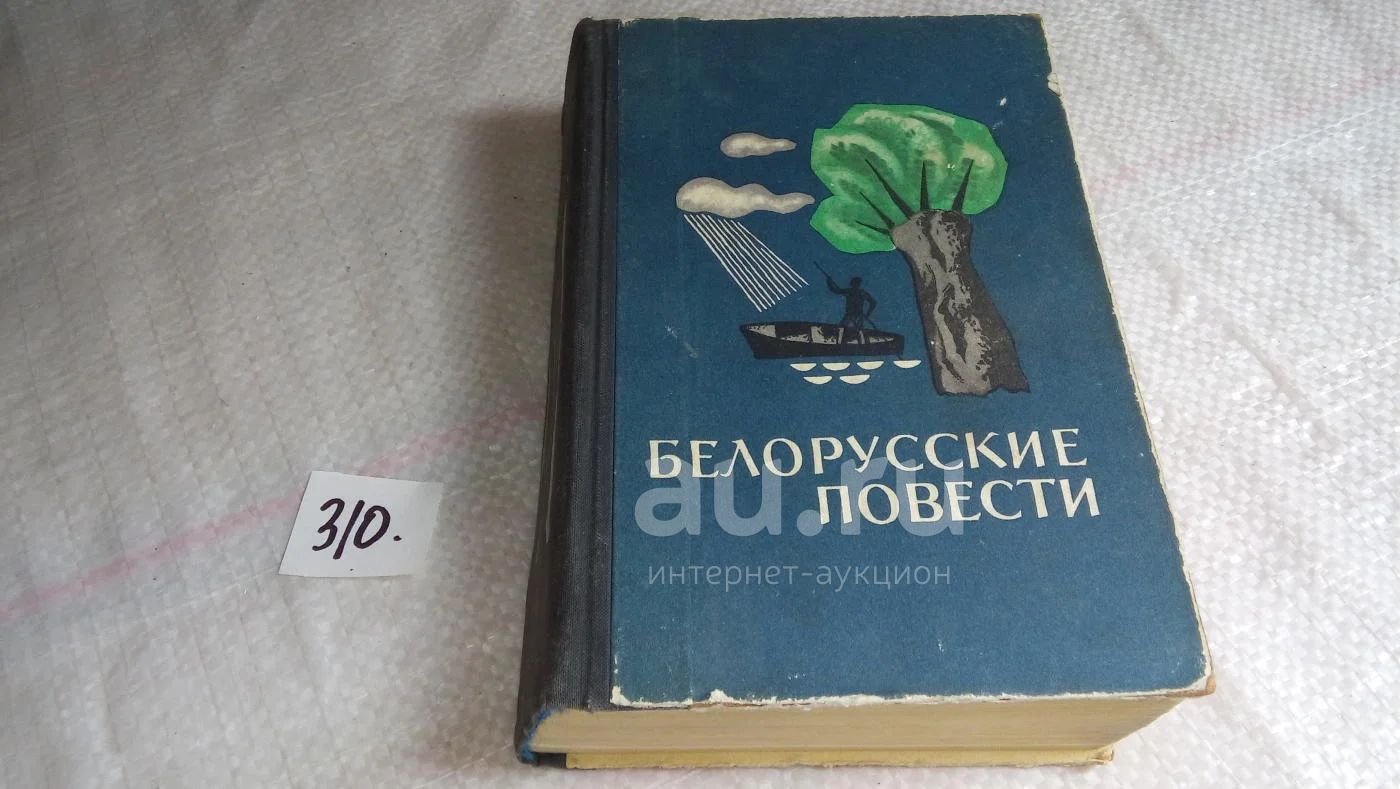 БЕЛОРУССКИЕ
ПОВЕСТИ
au.ru
интернет-аукцион
310.